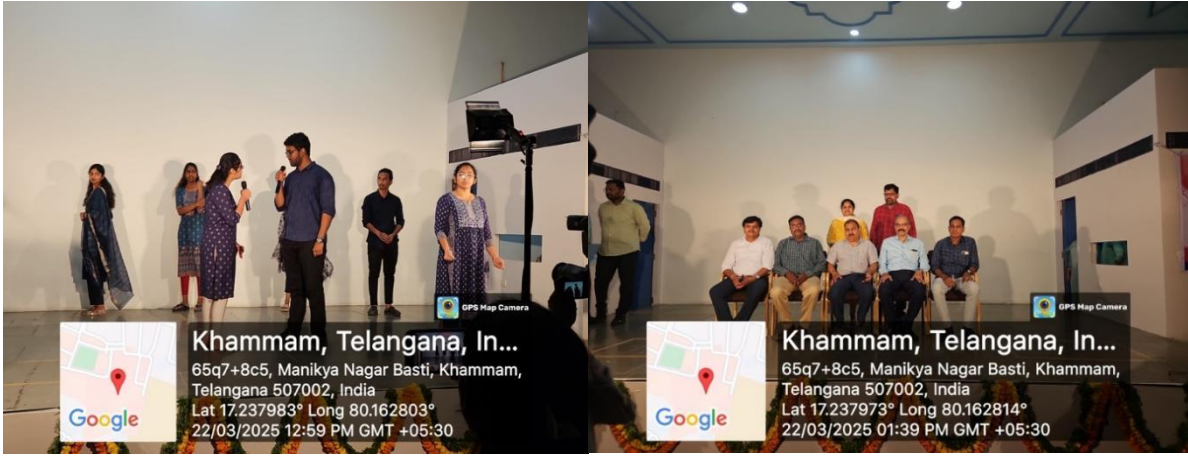 GPS Map Camera
Khammam, Telangana, In...
65q7+8c5, Manikya Nagar Basti, Khammam,
Telangana 507002, India
Lat 17.237983° Long 80.162803°
22/03/2025 12:59 PM GMT +05:30
Google
GPS Map Camera
Khammam, Telangana, In...
65q7+8c5, Manikya Nagar Basti, Khammam,
Telangana 507002, India
Lat 17.237973° Long 80.162814°
22/03/2025 01:39 PM GMT +05:30
Google